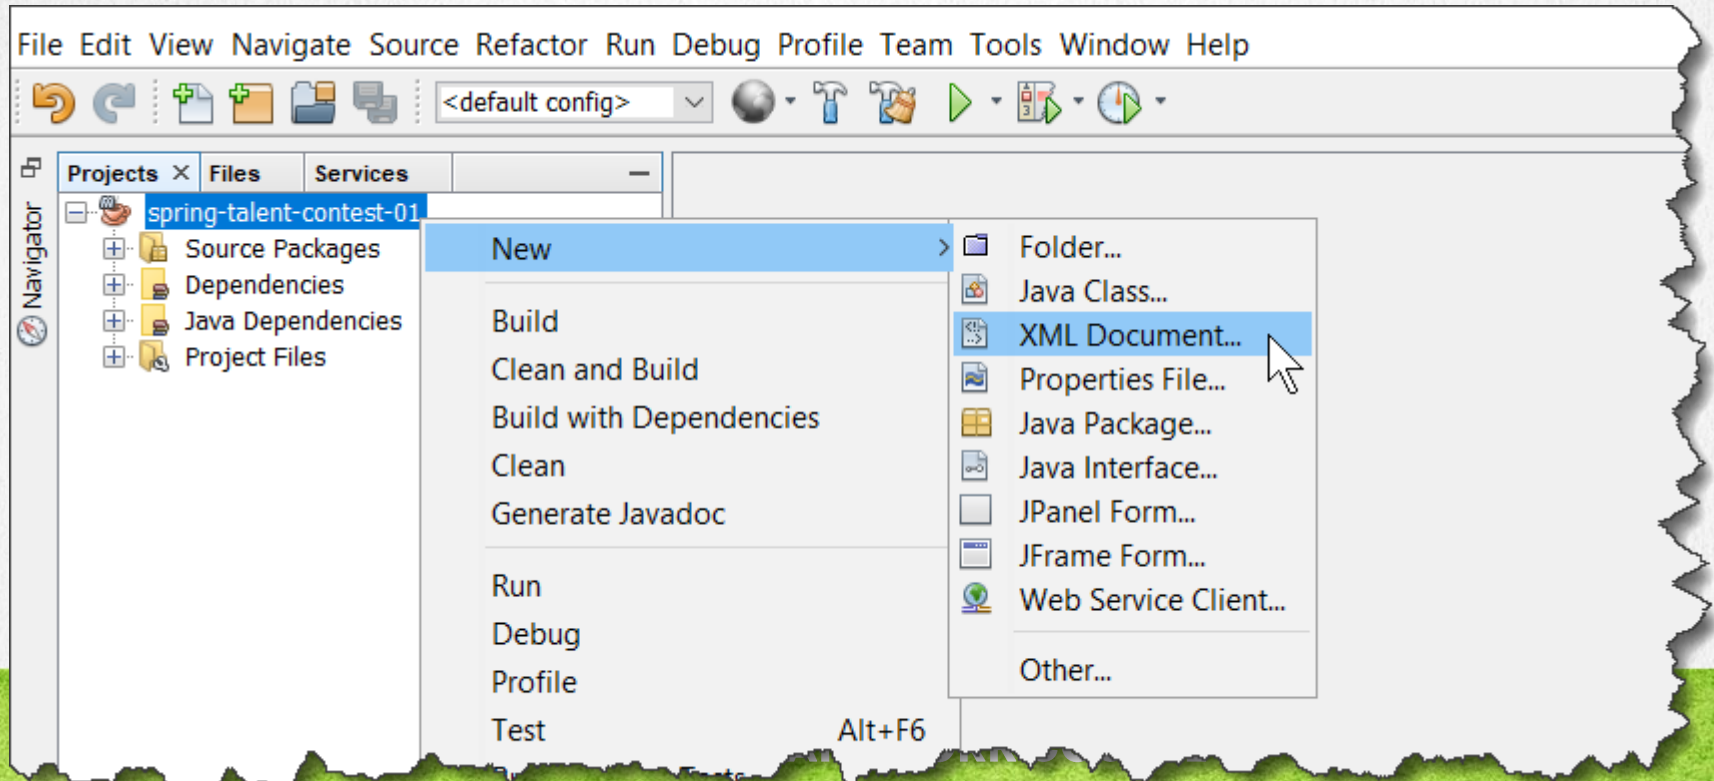 File Edit View Navigate Source Refactor Run Debug Profile Team Tools Window Help
<default config>
Projects Files Services
Navigator
spring-talent-contest-01
Source Packages
Dependencies
Java Dependencies
Project Files
New
Build
Clean and Build
Build with Dependencies
Clean
Generate Javadoc
Run
Debug
Profile
Test Alt+F6
Folder...
Java Class...
XML Document...
Properties File...
Java Package...
Java Interface...
JPanel Form...
JFrame Form...
Web Service Client...
Other...